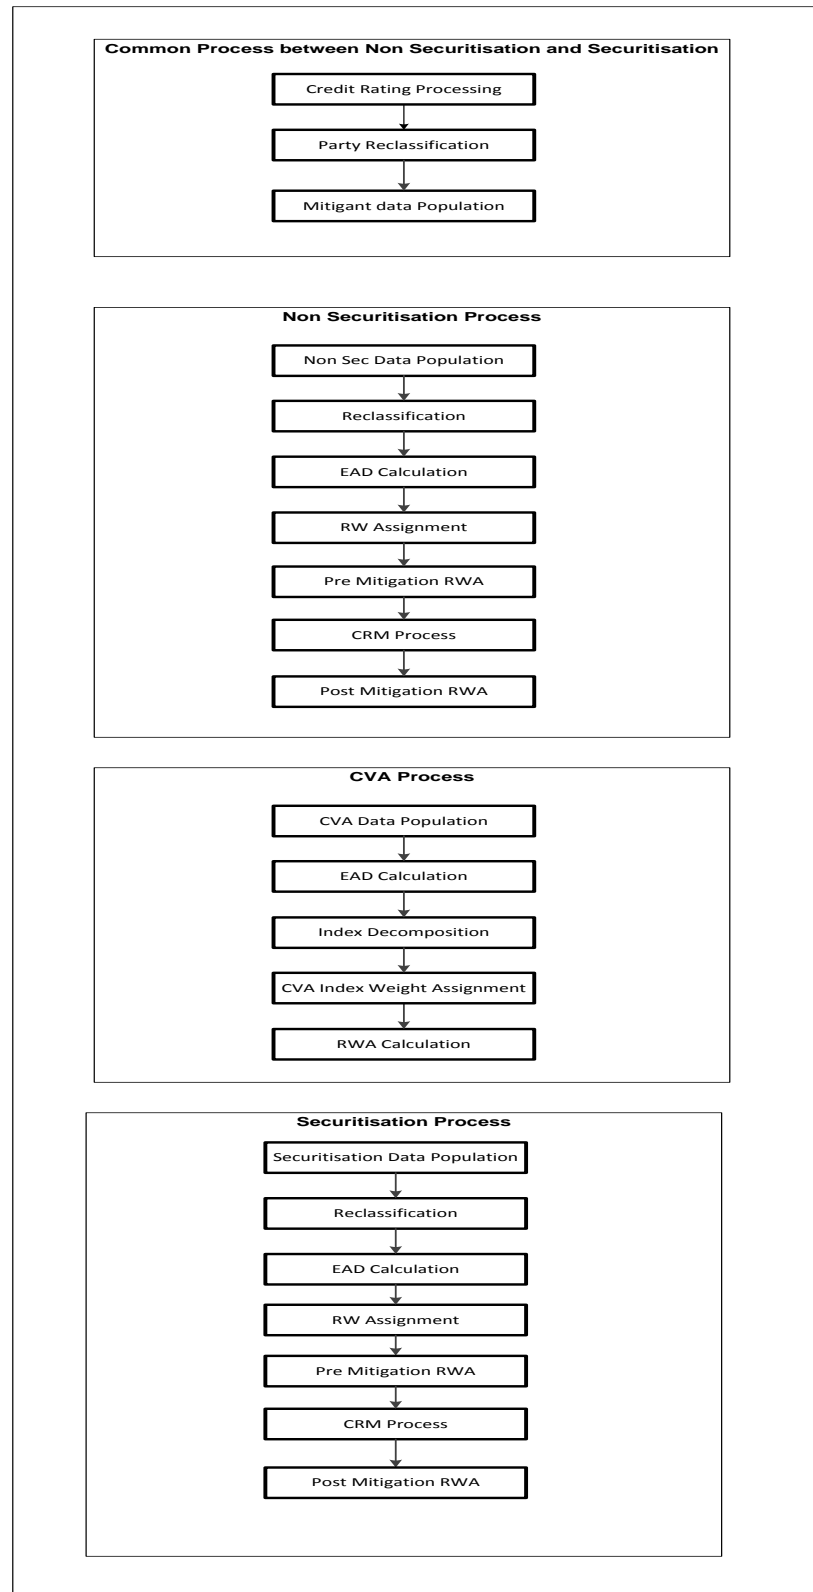 Common Process between Non Securitisation and Securitisation
Credit Rating Processing
Party Reclassification
Mitigant data Population
Non Securitisation Process
Non Sec Data Population
Reclassification
EAD Calculation
RW Assignment
Pre Mitigation RWA
CRM Process
Post Mitigation RWA
CVA Process
CVA Data Population
EAD Calculation
Index Decomposition
CVA Index Weight Assignment
RWA Calculation
Securitisation Process
Securitisation Data Population
Reclassification
EAD Calculation
RW Assignment
Pre Mitigation RWA
CRM Process
Post Mitigation RWA